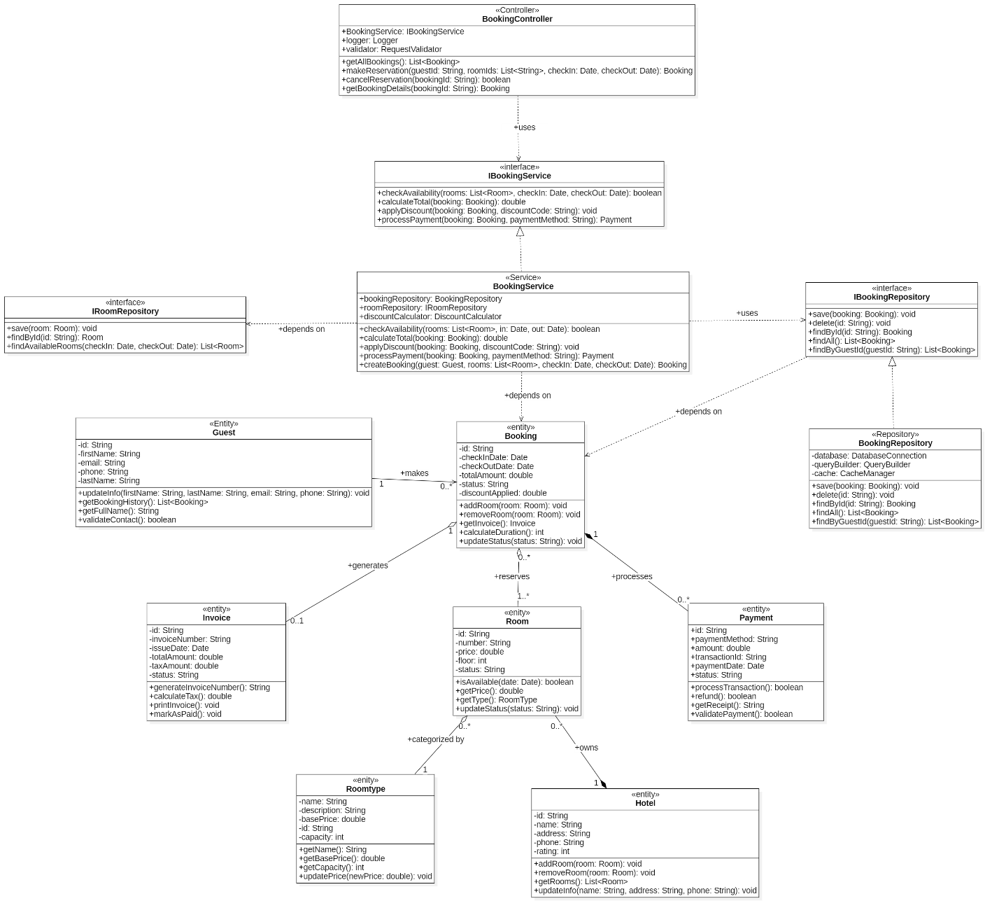 «Controller»
BookingController
+BookingService: IBookingService
+logger: Logger
+validator: RequestValidator
+getAllBookings(): List<Booking>
+makeReservation(guestId: String, roomIds: List<String>, checkIn: Date, checkOut: Date): Booking
+cancelReservation(bookingId: String): boolean
+getBookingDetails(bookingId: String): Booking
+uses
«interface»
IBookingService
+checkAvailability(rooms: List<Room>, checkIn: Date, checkOut: Date): boolean
+calculateTotal(booking: Booking): double
+applyDiscount(booking: Booking, discountCode: String): void
+processPayment(booking: Booking, paymentMethod: String): Payment
«interface»
IRoomRepository
+save(room: Room): void
+findById(id: String): Room
+findAvailableRooms(checkIn: Date, checkOut: Date): List<Room>
+depends on
«Service»
BookingService
+bookingRepository: BookingRepository
+roomRepository: IRoomRepository
+discountCalculator: DiscountCalculator
+checkAvailability(rooms: List<Room>, in: Date, out: Date): boolean
+calculateTotal(booking: Booking): double
+applyDiscount(booking: Booking, discountCode: String): void
+processPayment(booking: Booking, paymentMethod: String): Payment
+createBooking(guest: Guest, rooms: List<Room>, checkIn: Date, checkOut: Date): Booking
+uses
«interface»
IBookingRepository
+save(booking: Booking): void
+delete(id: String): void
+findById(id: String): Booking
+findAll(): List<Booking>
+findByGuestId(guestId: String): List<Booking>
+depends on
+depends on
«Entity»
Guest
-id: String
-firstName: String
-email: String
-phone: String
-lastName: String
+updateInfo(firstName: String, lastName: String, email: String, phone: String): void
+getBookingHistory(): List<Booking>
+getFullName(): String
+validateContact(): boolean
+makes
1
0..*
«entity»
Booking
-id: String
-checkInDate: Date
-checkOutDate: Date
-totalAmount: double
-status: String
-discountApplied: double
+addRoom(room: Room): void
+removeRoom(room: Room): void
+getInvoice(): Invoice
+calculateDuration(): int
+updateStatus(status: String): void
«Repository»
BookingRepository
-database: DatabaseConnection
-queryBuilder: QueryBuilder
-cache: CacheManager
+save(booking: Booking): void
+delete(id: String): void
+findById(id: String): Booking
+findAll(): List<Booking>
+findByGuestId(guestId: String): List<Booking>
1
+generates
0..1
0..*
+reserves
1..*
1
+processes
0..*
«entity»
Invoice
-id: String
-invoiceNumber: String
-issueDate: Date
-totalAmount: double
-taxAmount: double
-status: String
+generateInvoiceNumber(): String
+calculateTax(): double
+printInvoice(): void
+markAsPaid(): void
«entity»
Room
-id: String
-number: String
-price: double
-floor: int
-status: String
+isAvailable(date: Date): boolean
+getPrice(): double
+getType(): RoomType
+updateStatus(status: String): void
«entity»
Payment
+id: String
+paymentMethod: String
+amount: double
+transactionId: String
+paymentDate: Date
+status: String
+processTransaction(): boolean
+refund(): boolean
+getReceipt(): String
+validatePayment(): boolean
0..*
+categorized by
1
0..*
+owns
1
«enity»
Roomtype
-name: String
-description: String
-basePrice: double
-id: String
-capacity: int
+getName(): String
+getBasePrice(): double
+getCapacity(): int
+updatePrice(newPrice: double): void
«entity»
Hotel
-id: String
-name: String
-address: String
-phone: String
-rating: int
+addRoom(room: Room): void
+removeRoom(room: Room): void
+getRooms(): List<Room>
+updateInfo(name: String, address: String, phone: String): void